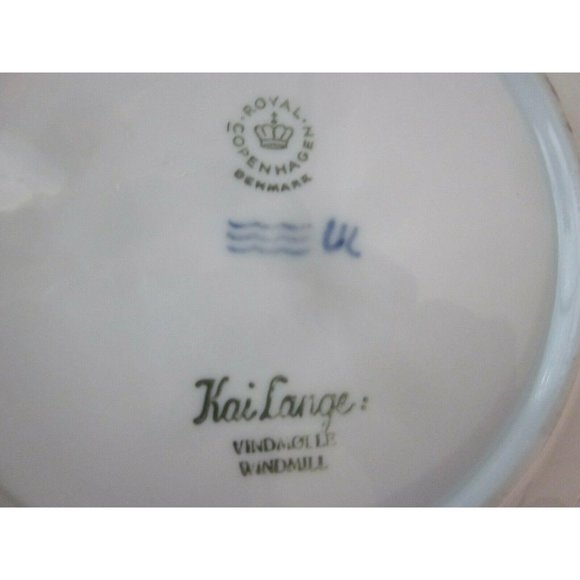 ROYAL
COPENHAGEN
DENMARK
Kai Lange:
VINDMØLLE
WINDMILL